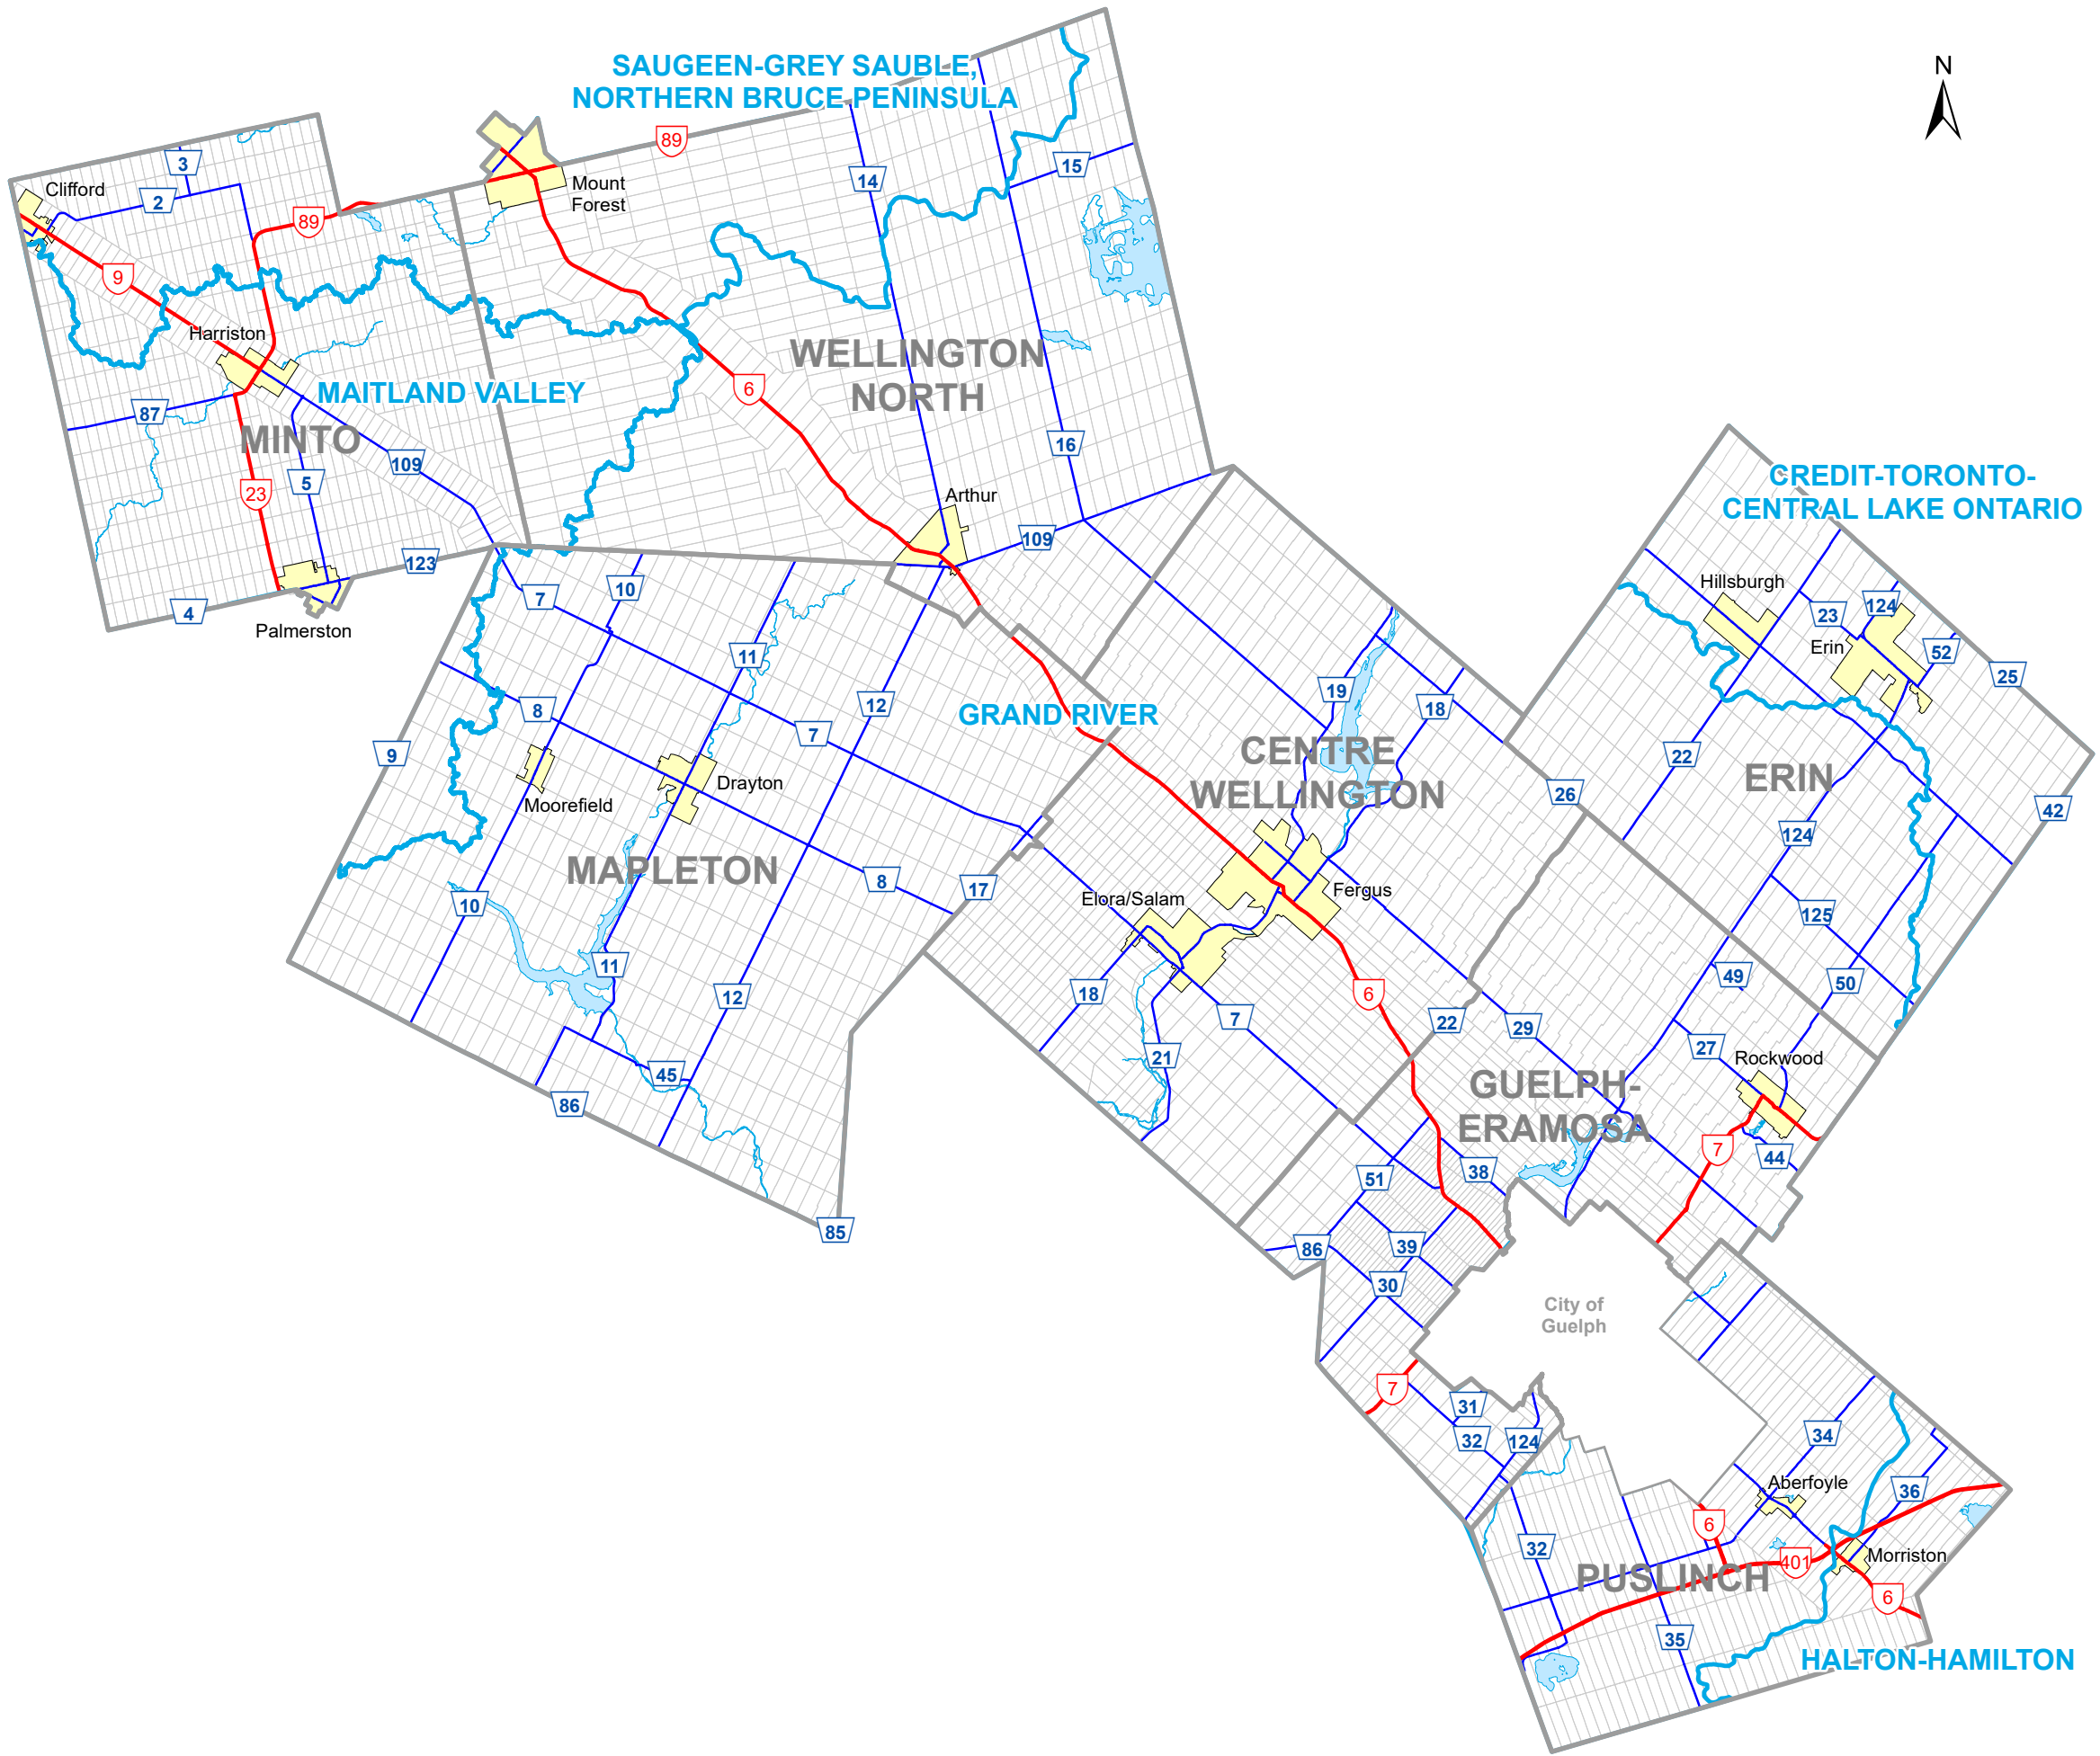 SAUGEEN-GREY SAUBLE,
NORTHERN BRUCE PENINSULA
N
89
3
Clifford
2
14
15
Mount
Forest
89
9
Harriston
WELLINGTON
NORTH
6
MAITLAND VALLEY
87
MINTO
16
109
5
23
Arthur
CREDIT-TORONTO-
CENTRAL LAKE ONTARIO
109
123
4
Palmerston
7
10
Hillsburgh
23
124
Erin
52
25
11
19
18
12
8
GRAND RIVER
7
9
CENTRE
WELLINGTON
22
ERIN
26
42
Drayton
Moorefield
124
MAPLETON
8
17
Fergus
Elora/Salam
10
125
11
18
6
49
50
12
7
22
29
27
Rockwood
21
45
GUELPH-
ERAMOSA
86
7
44
38
51
85
86
39
30
City of
Guelph
7
31
32
124
34
Aberfoyle
36
6
32
401
Morriston
PUSLINCH
6
35
HALTON-HAMILTON